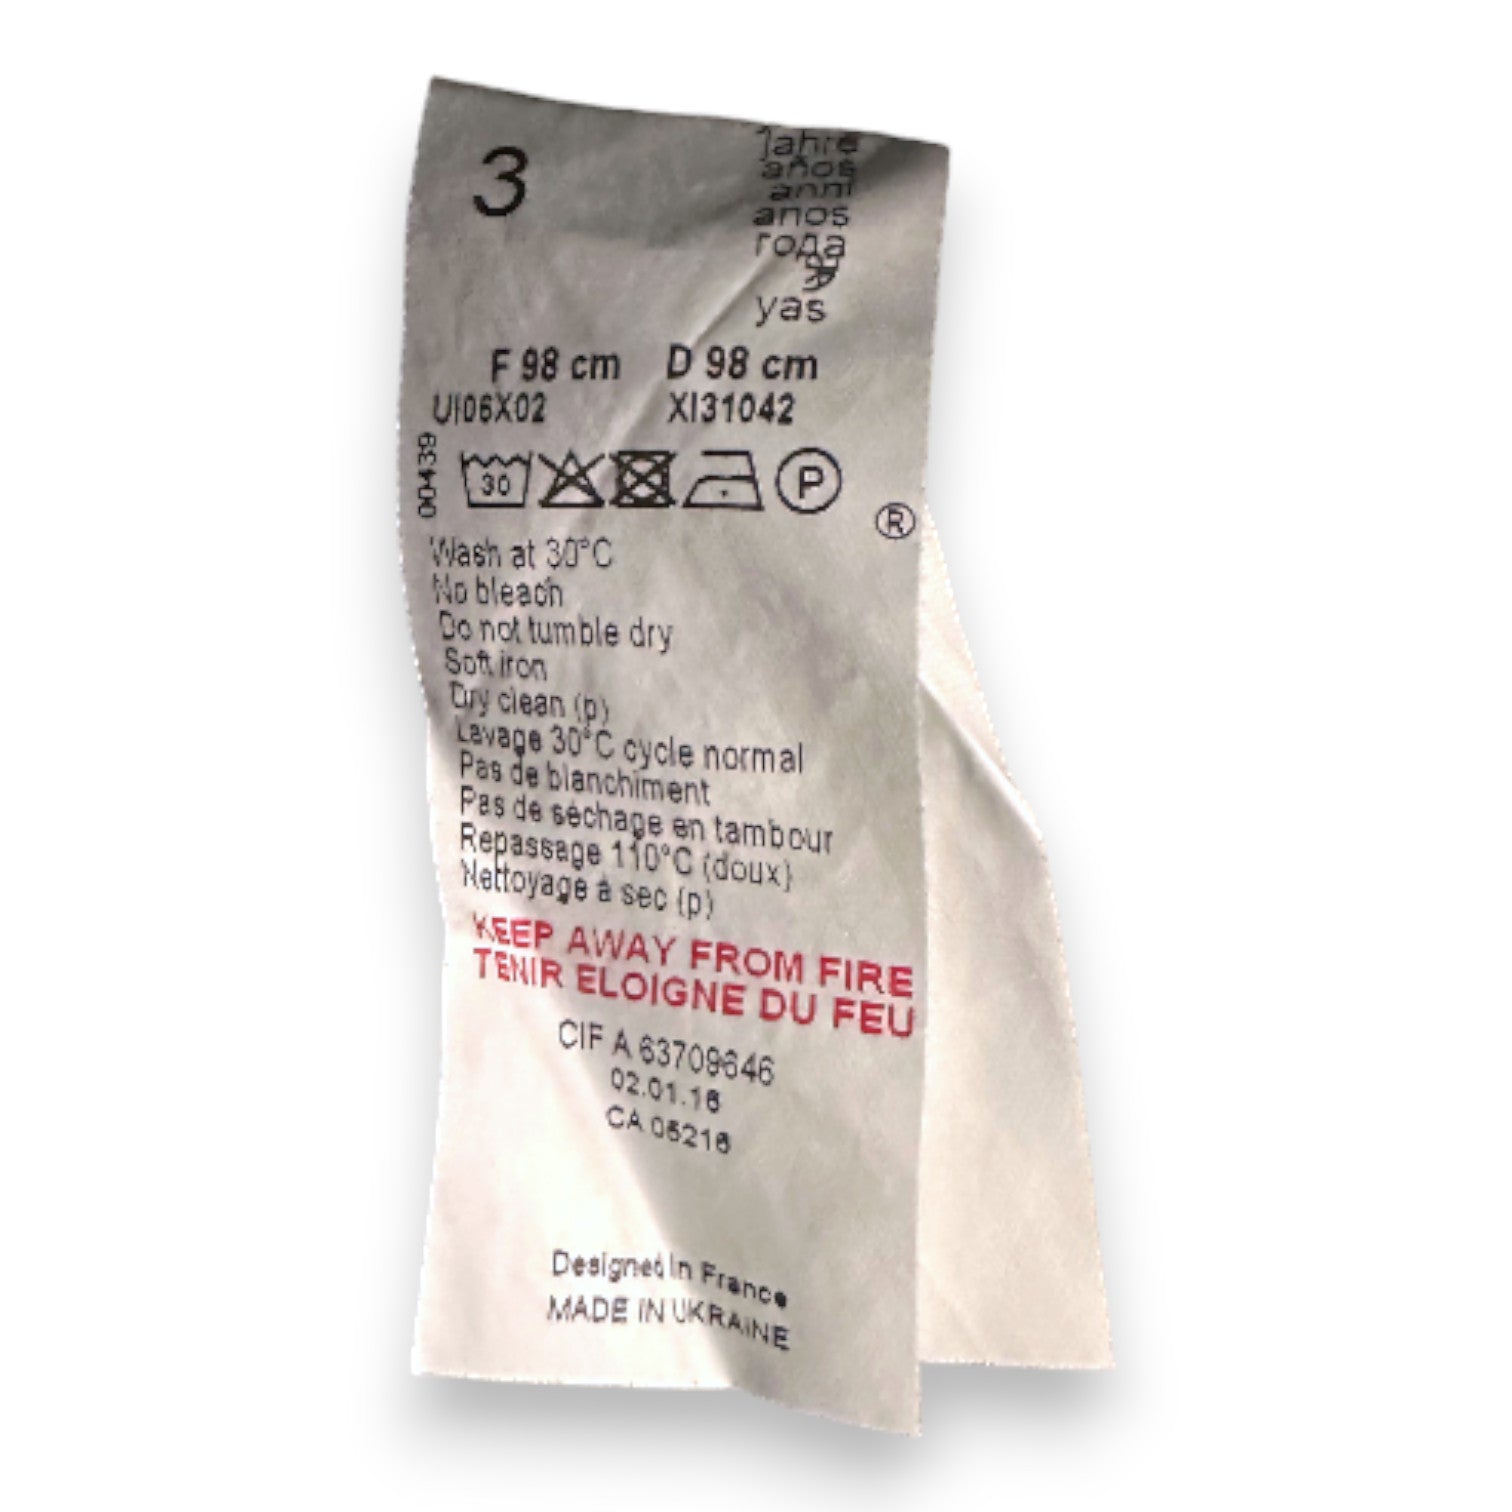 3
Jahre
años
anni
anos
года
岁
yas
F 98 cm D 98 cm
UI06X02 XI31042
00439
30 P
®
Wash at 30°C
No bleach
Do not tumble dry
Soft iron
Dry clean (p)
Lavage 30°C cycle normal
Pas de blanchiment
Pas de séchage en tambour
Repassage 110°C (doux)
Nettoyage à sec (p)
KEEP AWAY FROM FIRE
TENIR ELOIGNE DU FEU
CIF A 63709646
02.01.16
CA 05216
Designed in France
MADE IN UKRAINE